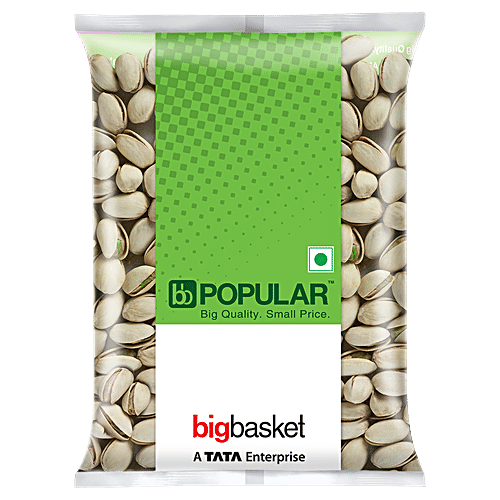 bb POPULAR™
Big Quality. Small Price.
bigbasket
A TATA Enterprise